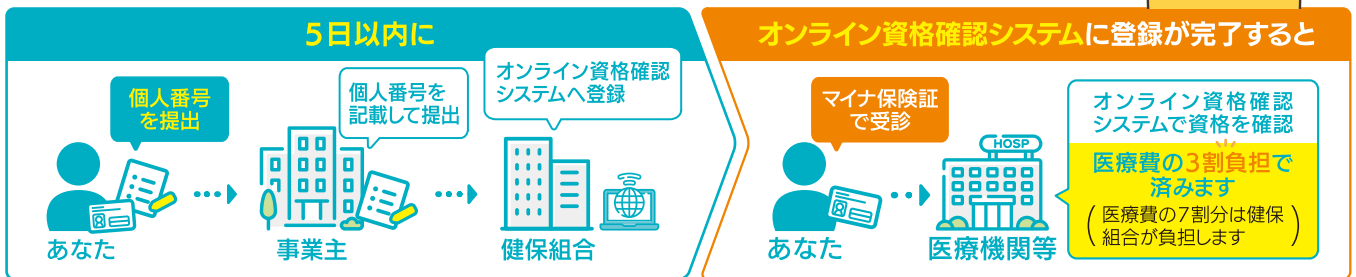 5日以内に
個人番号
を提出
個人番号を
記載して提出
オンライン資格確認
システムへ登録
あなた
事業主
健保組合
オンライン資格確認システムに登録が完了すると
マイナ保険証
で受診
HOSP
オンライン資格確認
システムで資格を確認
医療費の3割負担で
済みます
(医療費の7割分は健保
組合が負担します)
あなた
医療機関等